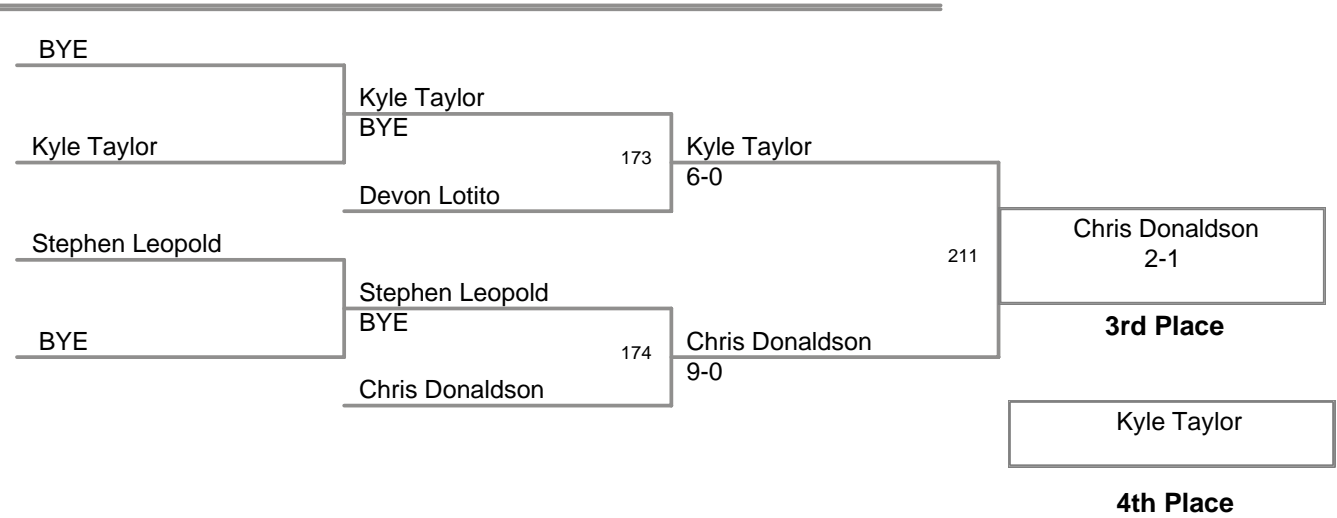 BYE
Kyle Taylor
Kyle Taylor
BYE
173
Kyle Taylor
6-0
Devon Lotito
Stephen Leopold
Stephen Leopold
BYE
BYE
174
Chris Donaldson
9-0
Chris Donaldson
211
Chris Donaldson
2-1
3rd Place
Kyle Taylor
4th Place